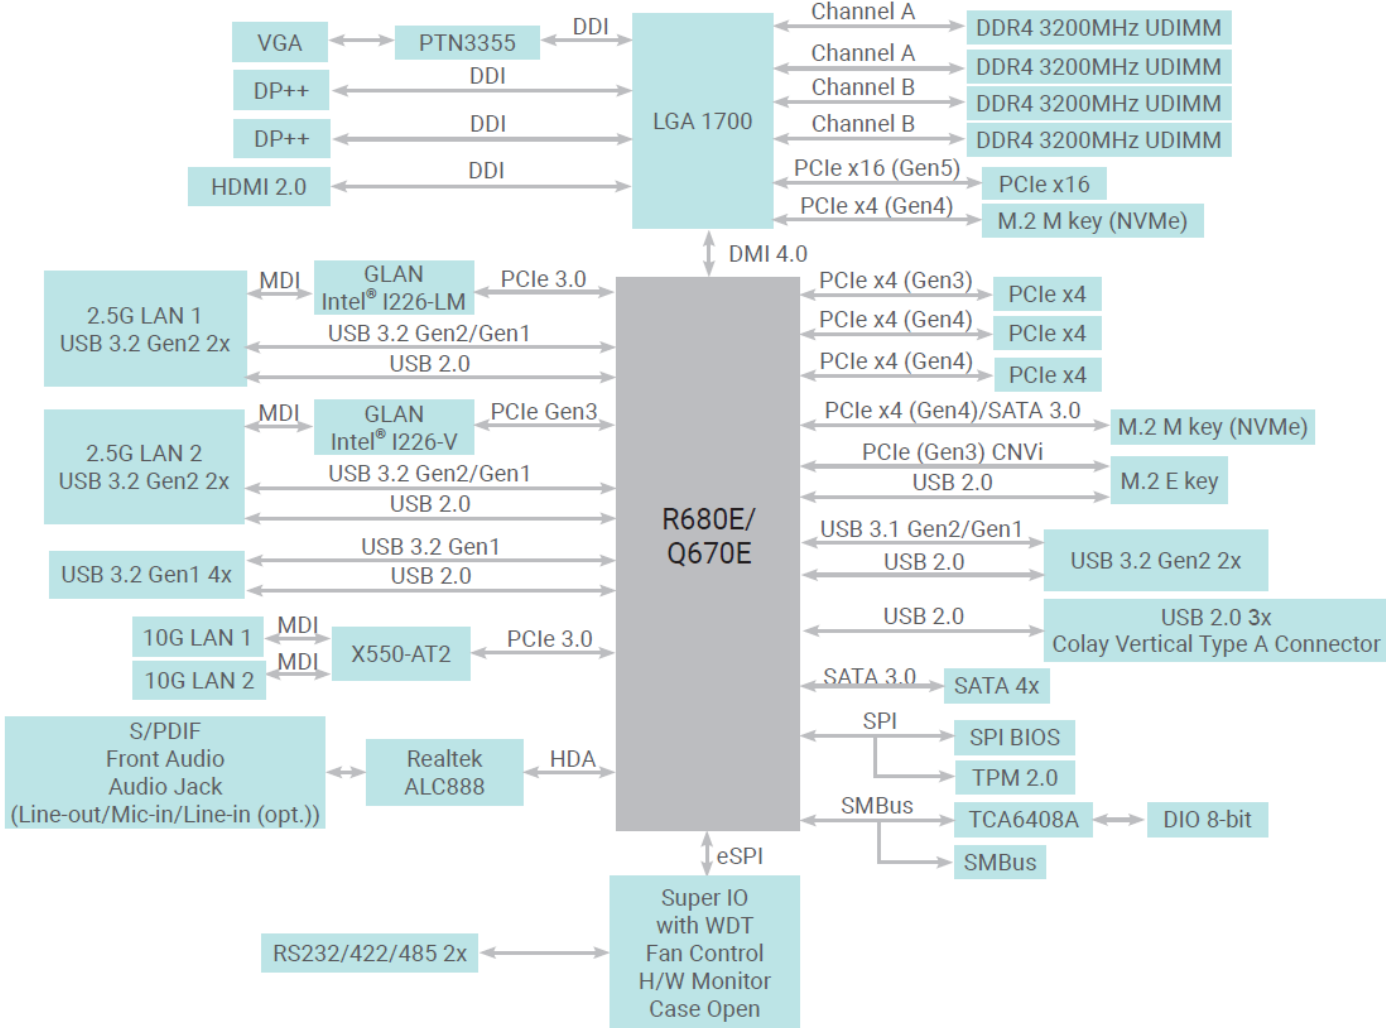 VGA
PTN3355
DDI
DP++
DDI
DP++
DDI
HDMI 2.0
DDI
LGA 1700
Channel A
DDR4 3200MHz UDIMM
Channel A
DDR4 3200MHz UDIMM
Channel B
DDR4 3200MHz UDIMM
Channel B
DDR4 3200MHz UDIMM
PCIe x16 (Gen5)
PCIe x16
PCIe x4 (Gen4)
M.2 M key (NVMe)
DMI 4.0
2.5G LAN 1
USB 3.2 Gen2 2x
MDI
GLAN
Intel® I226-LM
PCIe 3.0
USB 3.2 Gen2/Gen1
USB 2.0
2.5G LAN 2
USB 3.2 Gen2 2x
MDI
GLAN
Intel® I226-V
PCIe Gen3
USB 3.2 Gen2/Gen1
USB 2.0
USB 3.2 Gen1 4x
USB 3.2 Gen1
USB 2.0
10G LAN 1
MDI
10G LAN 2
MDI
X550-AT2
PCIe 3.0
S/PDIF
Front Audio
Audio Jack
(Line-out/Mic-in/Line-in (opt.))
Realtek
ALC888
HDA
R680E/
Q670E
PCIe x4 (Gen3)
PCIe x4
PCIe x4 (Gen4)
PCIe x4
PCIe x4 (Gen4)
PCIe x4
PCIe x4 (Gen4)/SATA 3.0
M.2 M key (NVMe)
PCIe (Gen3) CNVi
USB 2.0
M.2 E key
USB 3.1 Gen2/Gen1
USB 2.0
USB 3.2 Gen2 2x
USB 2.0
USB 2.0 3x
Colay Vertical Type A Connector
SATA 3.0
SATA 4x
SPI
SPI BIOS
TPM 2.0
SMBus
TCA6408A
DIO 8-bit
SMBus
eSPI
Super IO
with WDT
Fan Control
H/W Monitor
Case Open
RS232/422/485 2x